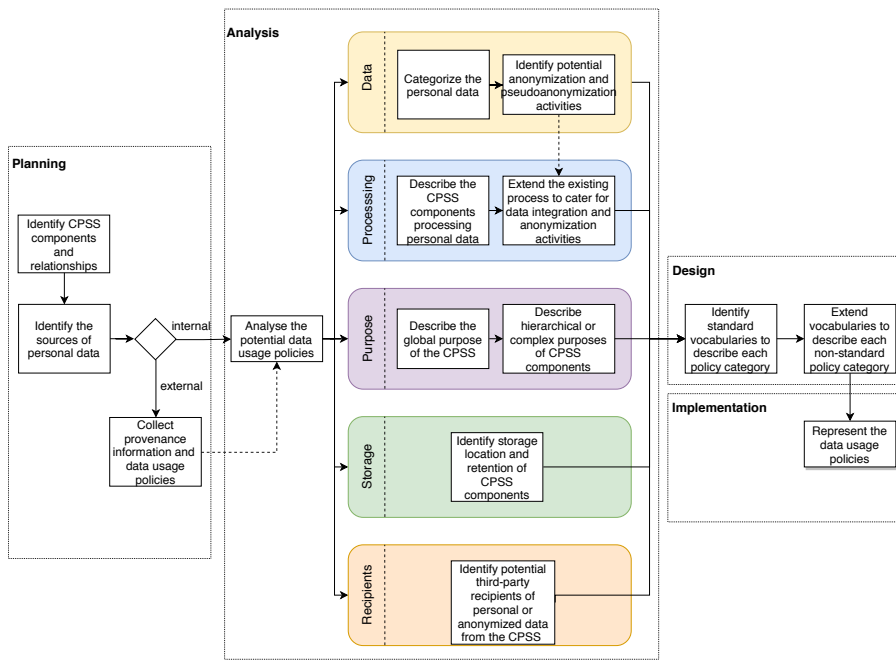 Planning
Identify CPSS
components
and
relationships
Identify the
sources of
personal data
internal
external
Collect
provenance
information and
data usage
policies
Analysis
Analyse the
potential data
usage policies
Data
Categorize the
personal data
Identify potential
anonymization and
pseudoanonymization
activities
Processsing
Describe the
CPSS
components
processing
personal data
Extend the existing
process to cater for
data integration and
anonymization
activities
Purpose
Describe the
global purpose
of the CPSS
Describe
hierarchical or
complex purposes
of CPSS
components
Storage
Identify storage
location and
retention of
CPSS
components
Recipients
Identify potential
third-party
recipients of
personal or
anonymized data
from the CPSS
Design
Identify
standard
vocabularies to
describe each
policy category
Extend
vocabularies to
describe each
non-standard
policy category
Implementation
Represent the
data usage
policies